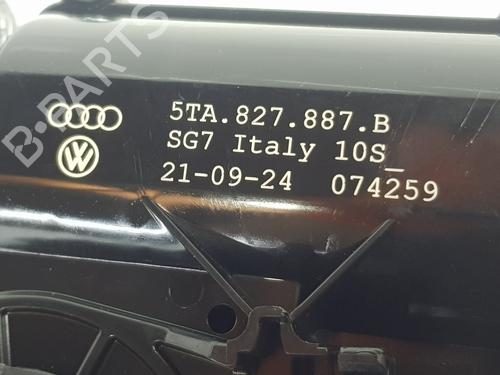 B-PARTS
5TA.827.887.B
SG7 Italy 10S_
21-09-24 074259